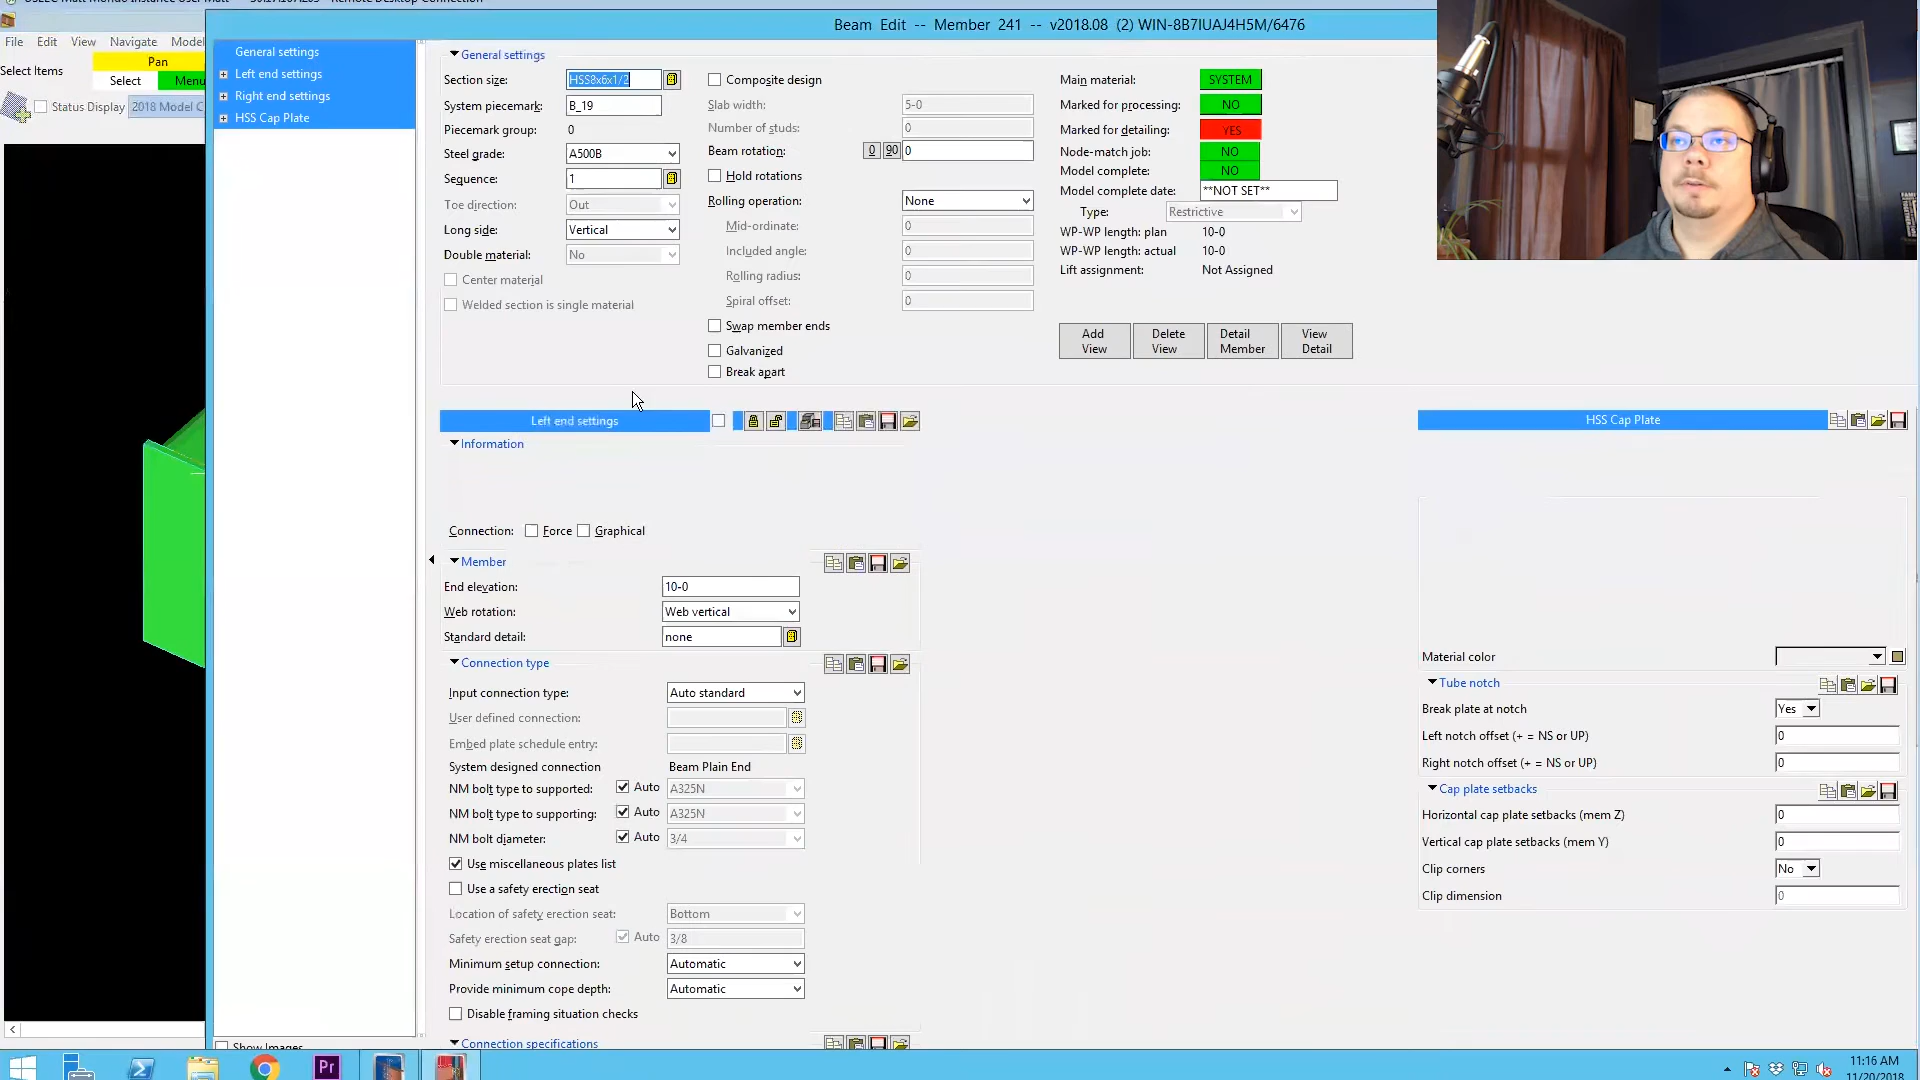 Beam Edit -- Member 241 -- v2018.08 (2) WIN-8B7IUAJ4H5M/6476
File Edit View Navigate Model
Select Items
Pan
Select
Menu
Status Display
2018 Model C
General settings
Left end settings
Right end settings
HSS Cap Plate
General settings
Section size: HSS8x6x1/2
System piecemark: B_19
Piecemark group: 0
Steel grade: A500B
Sequence: 1
Toe direction: Out
Long side: Vertical
Double material: No
Center material
Welded section is single material
Composite design
Slab width: 5-0
Number of studs: 0
Beam rotation: 0 90 0
Hold rotations
Rolling operation: None
Mid-ordinate: 0
Included angle: 0
Rolling radius: 0
Spiral offset: 0
Swap member ends
Galvanized
Break apart
Main material: SYSTEM
Marked for processing: NO
Marked for detailing: YES
Node-match job: NO
Model complete: NO
Model complete date: **NOT SET**
Type: Restrictive
WP-WP length: plan 10-0
WP-WP length: actual 10-0
Lift assignment: Not Assigned
Add View
Delete View
Detail Member
View Detail
Left end settings
Information
Connection: Force Graphical
Member
End elevation: 10-0
Web rotation: Web vertical
Standard detail: none
Connection type
Input connection type: Auto standard
User defined connection:
Embed plate schedule entry:
System designed connection Beam Plain End
NM bolt type to supported: Auto A325N
NM bolt type to supporting: Auto A325N
NM bolt diameter: Auto 3/4
Use miscellaneous plates list
Use a safety erection seat
Location of safety erection seat: Bottom
Safety erection seat gap: Auto 3/8
Minimum setup connection: Automatic
Provide minimum cope depth: Automatic
Disable framing situation checks
Connection specifications
HSS Cap Plate
Material color
Tube notch
Break plate at notch Yes
Left notch offset (+ = NS or UP) 0
Right notch offset (+ = NS or UP) 0
Cap plate setbacks
Horizontal cap plate setbacks (mem Z) 0
Vertical cap plate setbacks (mem Y) 0
Clip corners No
Clip dimension 0
Show Images
Pr
11:16 AM
11/20/2018